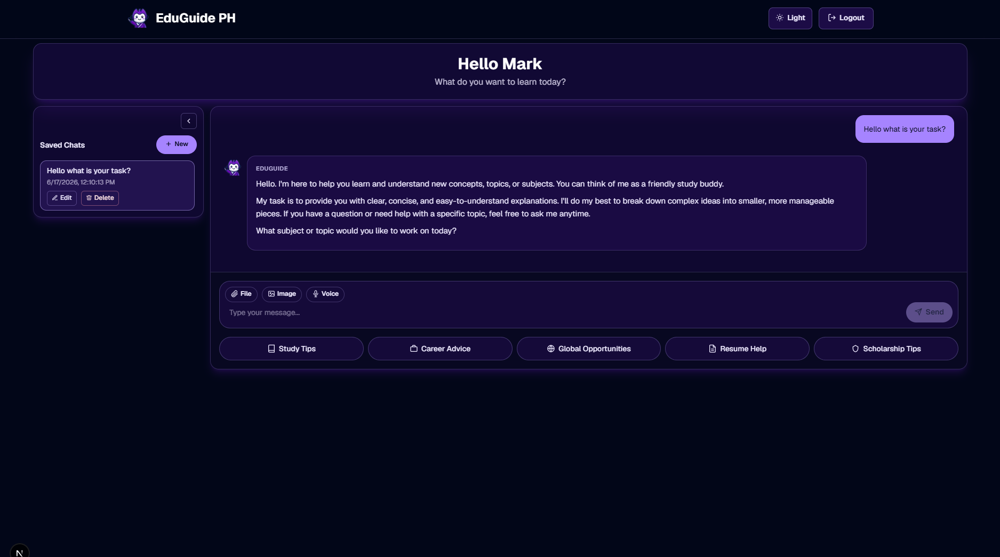 EduGuide PH
Light
Logout
Hello Mark
What do you want to learn today?
Saved Chats
+ New
Hello what is your task?
6/17/2026, 12:10:13 PM
Edit
Delete
Hello what is your task?
EDUGUIDE
Hello. I'm here to help you learn and understand new concepts, topics, or subjects. You can think of me as a friendly study buddy.
My task is to provide you with clear, concise, and easy-to-understand explanations. I'll do my best to break down complex ideas into smaller, more manageable
pieces. If you have a question or need help with a specific topic, feel free to ask me anytime.
What subject or topic would you like to work on today?
File
Image
Voice
Type your message...
Send
Study Tips
Career Advice
Global Opportunities
Resume Help
Scholarship Tips
N